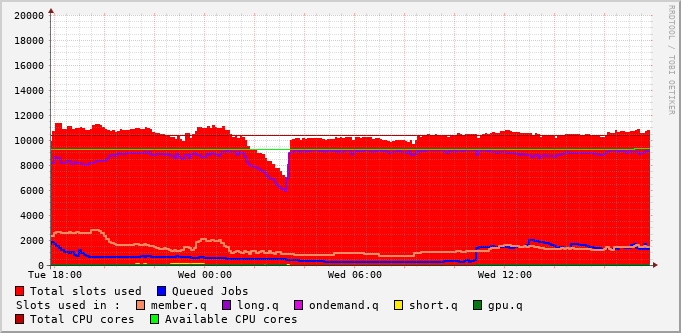 20000
18000
16000
14000
12000
10000
8000
6000
4000
2000
0
Tue 18:00 Wed 00:00 Wed 06:00 Wed 12:00
Total slots used Queued Jobs
Slots used in : member.q long.q ondemand.q short.q gpu.q
Total CPU cores Available CPU cores
RRDTOOL / TOBI OETIKER